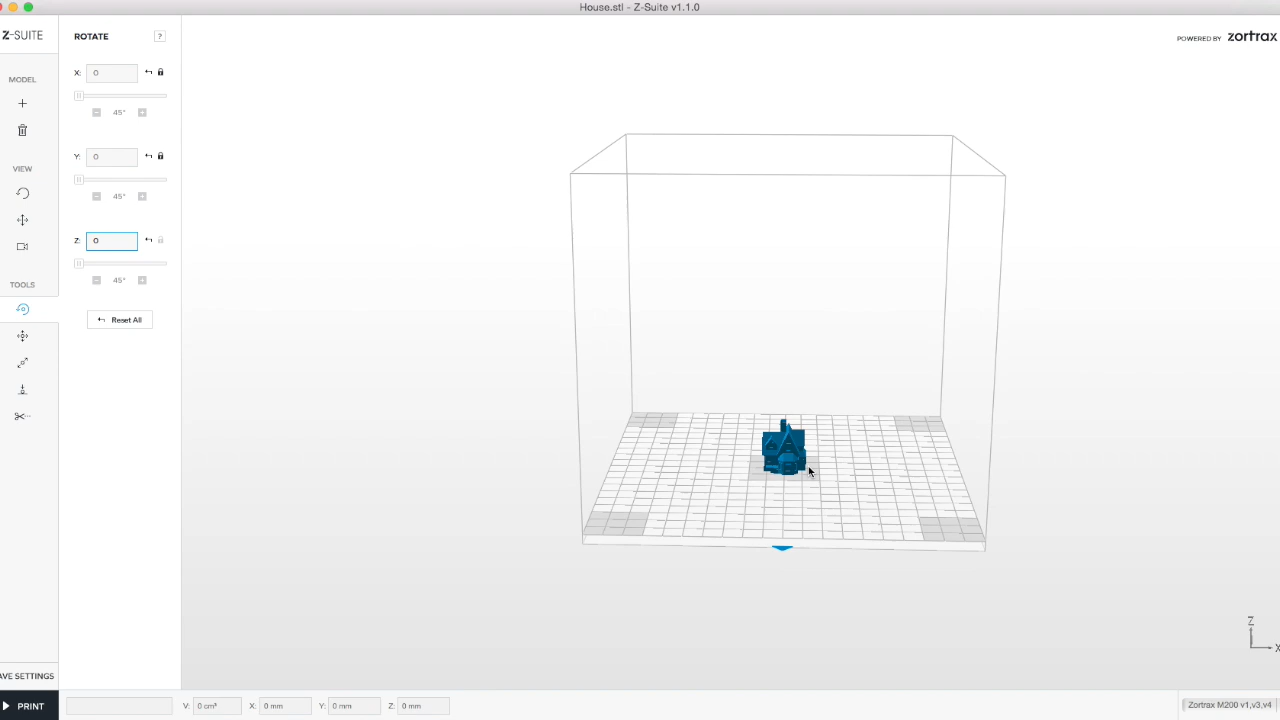 House.stl - Z-Suite v1.1.0
Z-SUITE
ROTATE
?
POWERED BY zortrax
MODEL
X: 0
45°
Y: 0
VIEW
45°
Z: 0
TOOLS
45°
Reset All
Z
X
AVE SETTINGS
PRINT
V: 0 cm³ X: 0 mm Y: 0 mm Z: 0 mm
Zortrax M200 v1,v3,v4